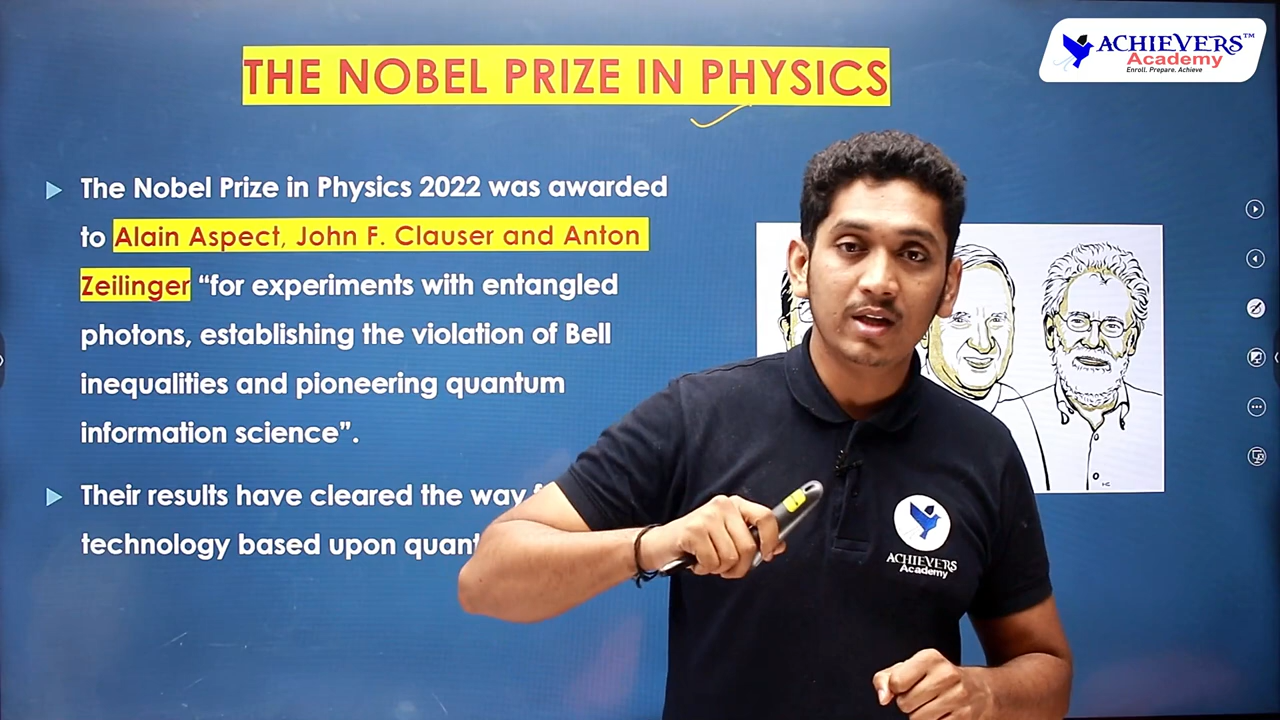 THE NOBEL PRIZE IN PHYSICS
ACHIEVERS™
Academy
Enroll. Prepare. Achieve
The Nobel Prize in Physics 2022 was awarded
to Alain Aspect, John F. Clauser and Anton
Zeilinger “for experiments with entangled
photons, establishing the violation of Bell
inequalities and pioneering quantum
information science”.
Their results have cleared the way
technology based upon
ACHIEVERS
Academy